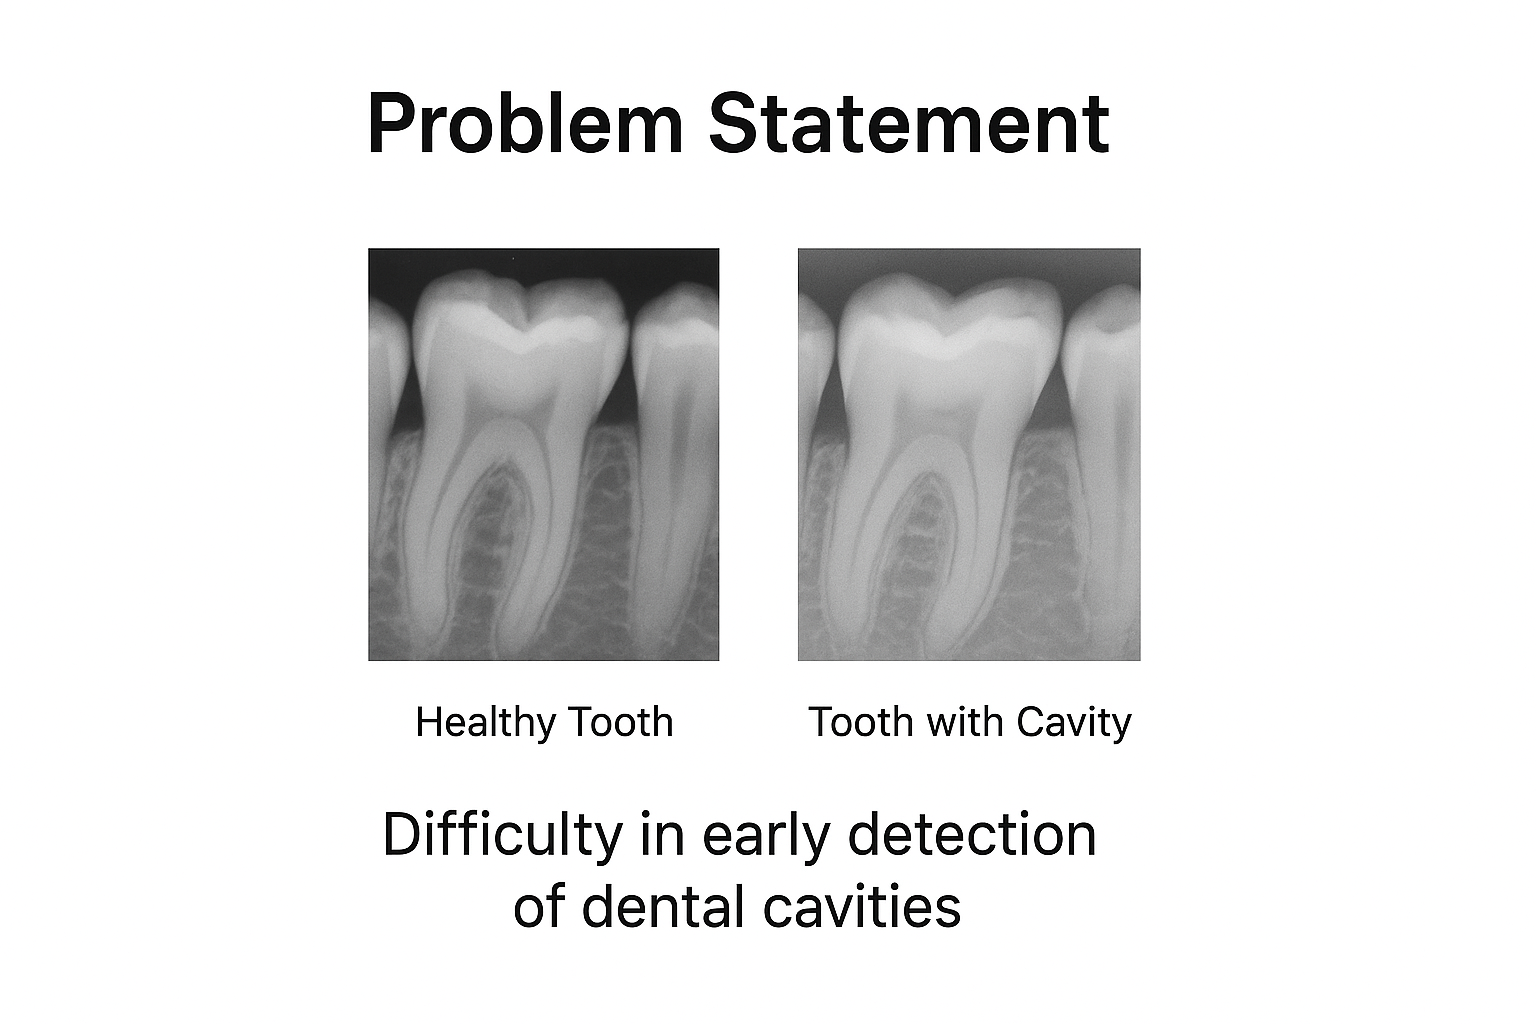 Problem Statement
Healthy Tooth
Tooth with Cavity
Difficulty in early detection
of dental cavities